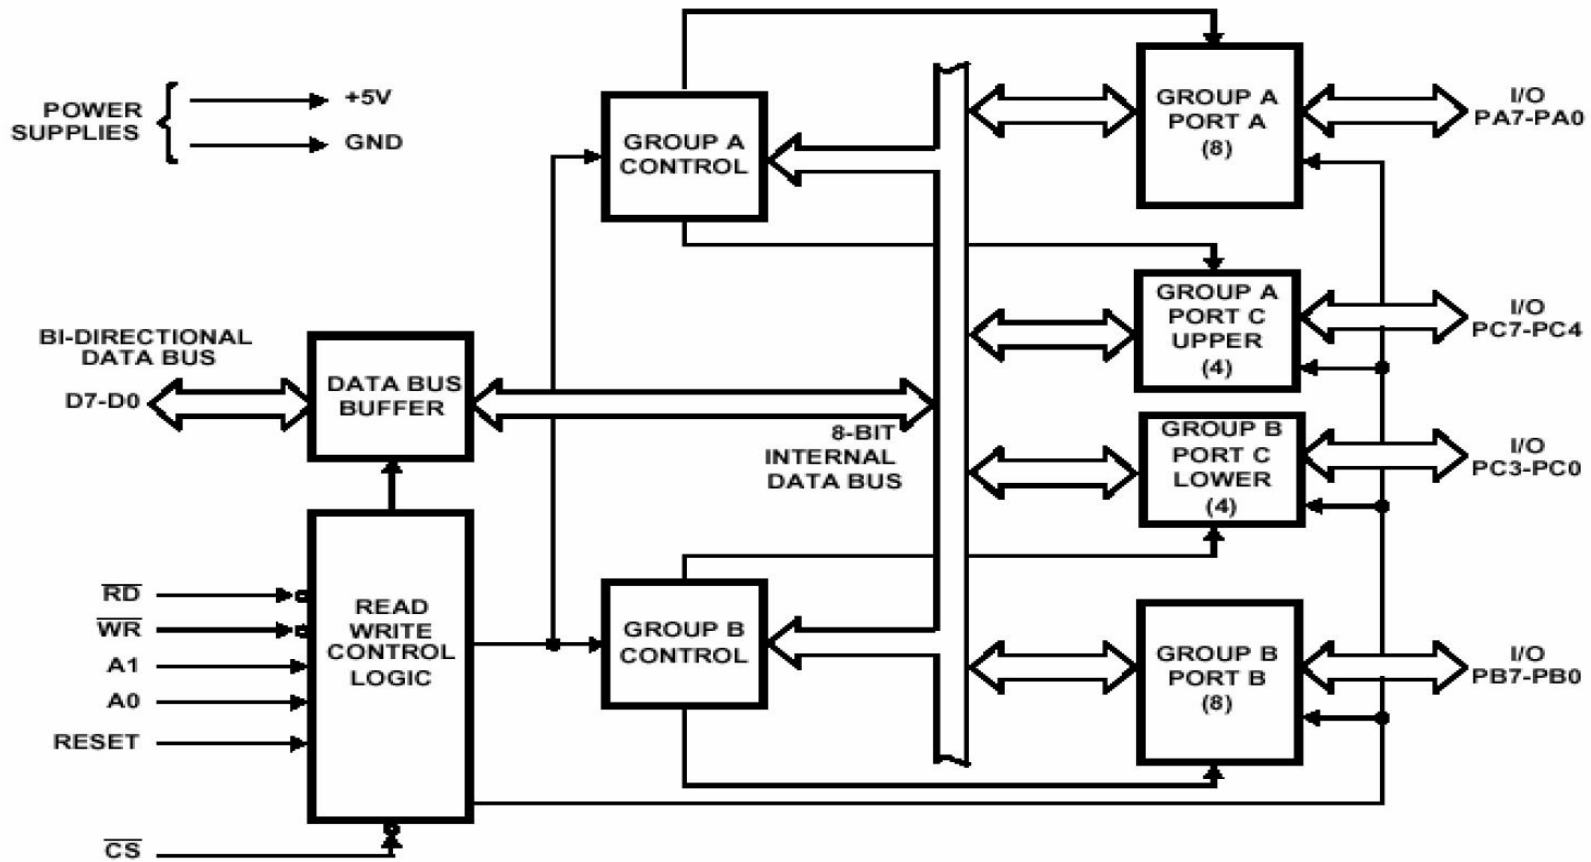 POWER
SUPPLIES
+5V
GND
GROUP A
CONTROL
GROUP A
PORT A
(8)
I/O
PA7-PA0
GROUP A
PORT C
UPPER
(4)
I/O
PC7-PC4
BI-DIRECTIONAL
DATA BUS
D7-D0
DATA BUS
BUFFER
8-BIT
INTERNAL
DATA BUS
GROUP B
PORT C
LOWER
(4)
I/O
PC3-PC0
RD
WR
A1
A0
RESET
CS
READ
WRITE
CONTROL
LOGIC
GROUP B
CONTROL
GROUP B
PORT B
(8)
I/O
PB7-PB0